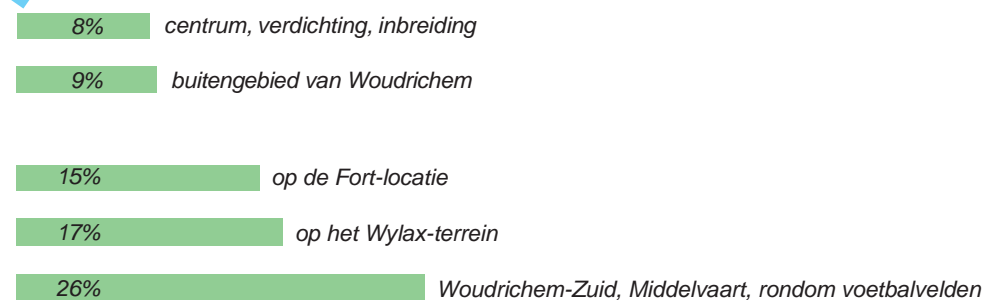 8% centrum, verdichting, inbreiding
9% buitengebied van Woudrichem
15% op de Fort-locatie
17% op het Wylax-terrein
26% Woudrichem-Zuid, Middelvaart, rondom voetbalvelden